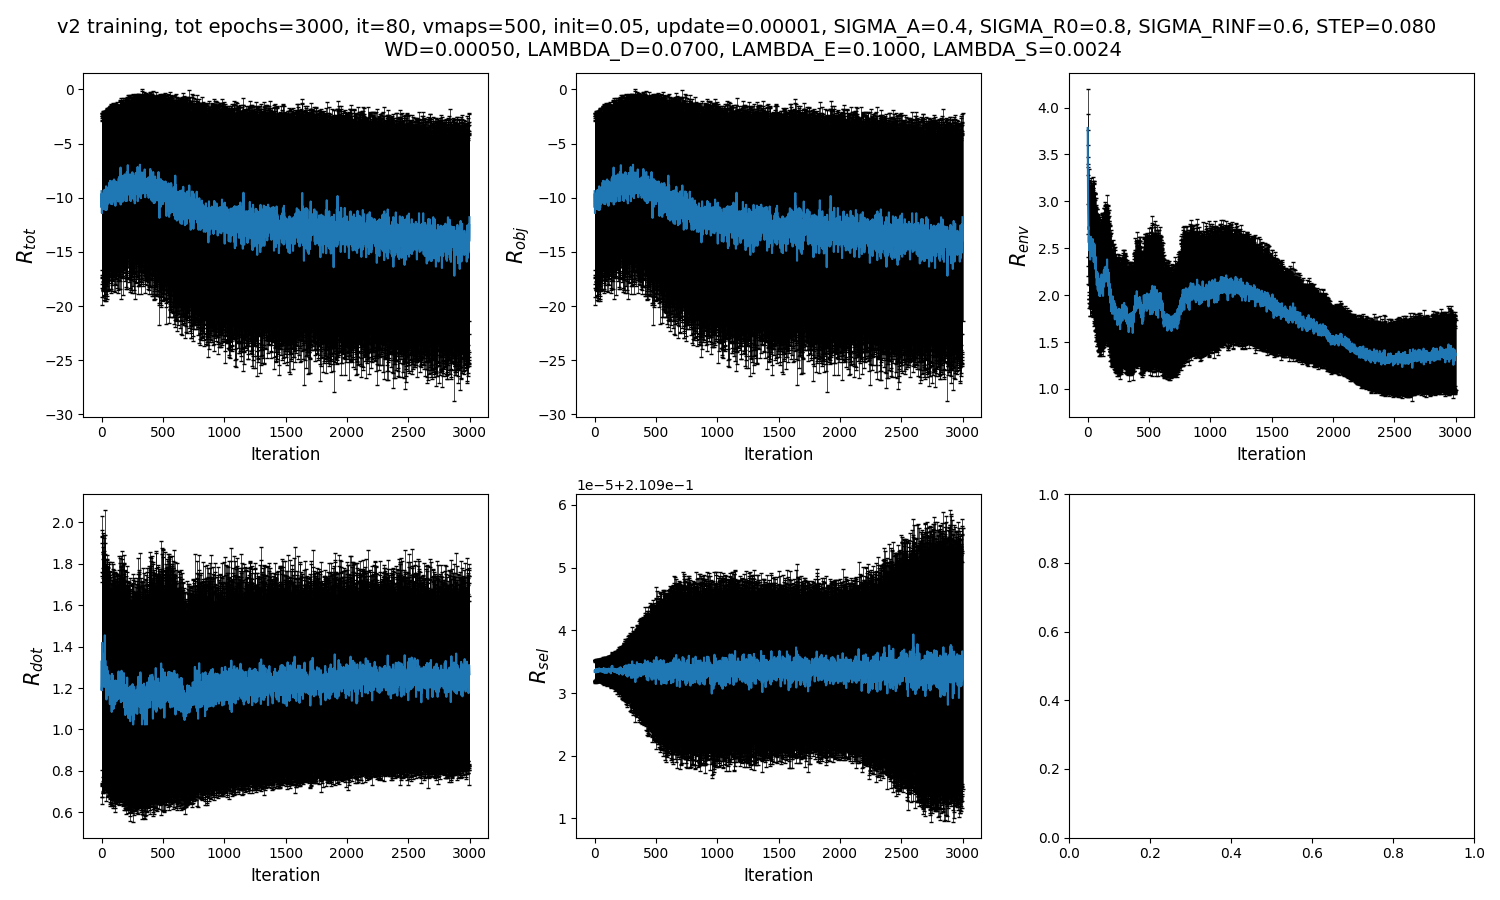 v2 training, tot epochs=3000, it=80, vmaps=500, init=0.05, update=0.00001, SIGMA_A=0.4, SIGMA_R0=0.8, SIGMA_RINF=0.6, STEP=0.080
WD=0.00050, LAMBDA_D=0.0700, LAMBDA_E=0.1000, LAMBDA_S=0.0024
0
−5
−10
−15
−20
−25
−30
R_tot
0 500 1000 1500 2000 2500 3000
Iteration
0
−5
−10
−15
−20
−25
−30
R_obj
0 500 1000 1500 2000 2500 3000
Iteration
4.0
3.5
3.0
2.5
2.0
1.5
1.0
R_env
0 500 1000 1500 2000 2500 3000
Iteration
2.0
1.8
1.6
1.4
1.2
1.0
0.8
0.6
R_dot
0 500 1000 1500 2000 2500 3000
Iteration
1e−5+2.109e−1
6
5
4
3
2
1
R_sel
0 500 1000 1500 2000 2500 3000
Iteration
1.0
0.8
0.6
0.4
0.2
0.0
0.0 0.2 0.4 0.6 0.8 1.0